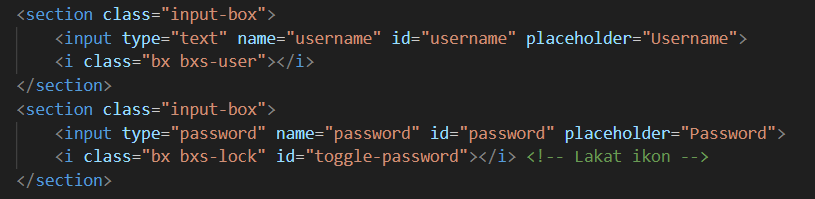 <section class="input-box">
<input type="text" name="username" id="username" placeholder="Username">
<i class="bx bxs-user"></i>
</section>
<section class="input-box">
<input type="password" name="password" id="password" placeholder="Password">
<i class="bx bxs-lock" id="toggle-password"></i> <!-- Lakat ikon -->
</section>